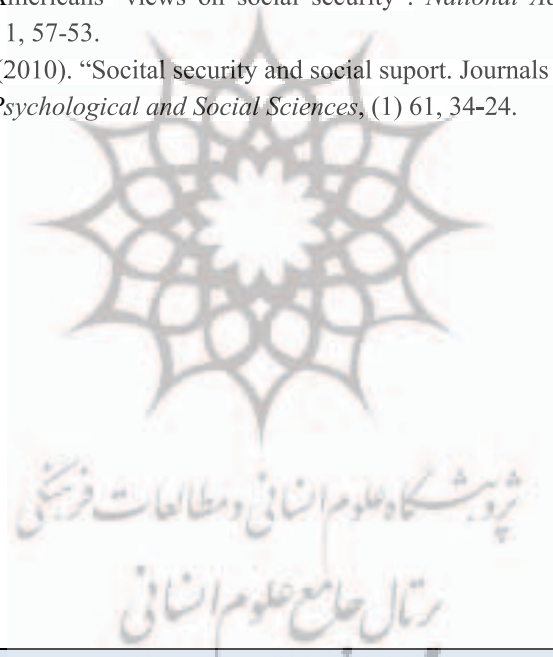 Americans' views on social security". National Au
1, 57-53.
(2010). "Socital security and social suport. Journals
Psychological and Social Sciences, (1) 61, 34-24.
پژوهشگاه علوم انسانی و مطالعات فرهنگی
پرتال جامع علوم انسانی